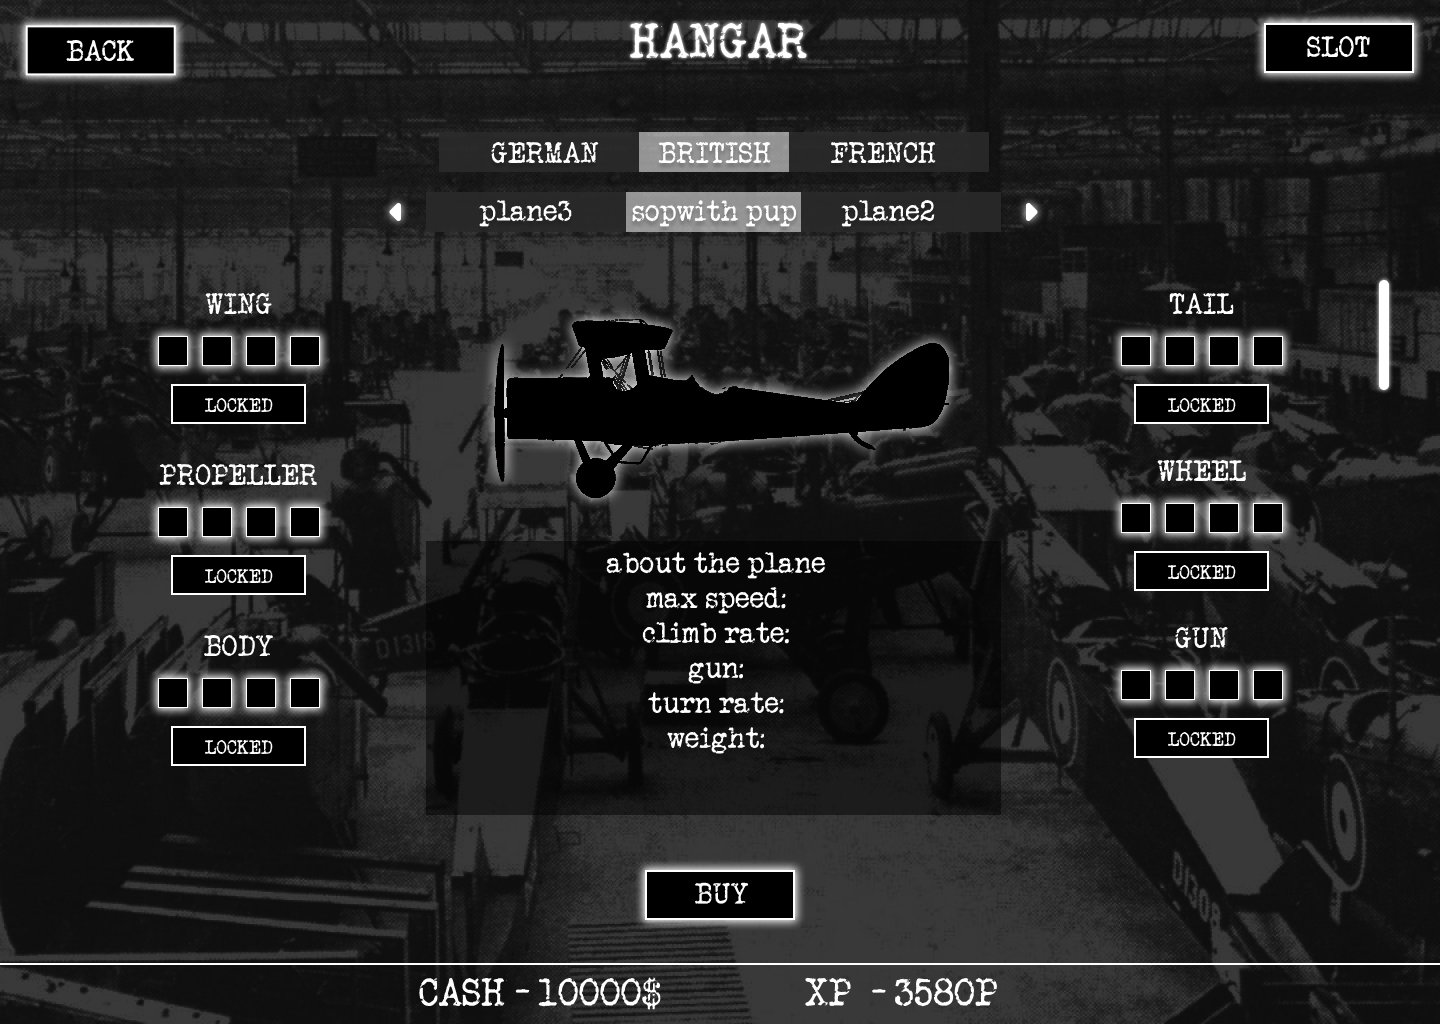 BACK
HANGAR
SLOT
GERMAN BRITISH FRENCH
plane3 sopwith pup plane2
WING
LOCKED
PROPELLER
LOCKED
BODY
LOCKED
TAIL
LOCKED
WHEEL
LOCKED
GUN
LOCKED
about the plane
max speed:
climb rate:
gun:
turn rate:
weight:
D1318
D1308
BUY
CASH - 10000$ XP - 3580P